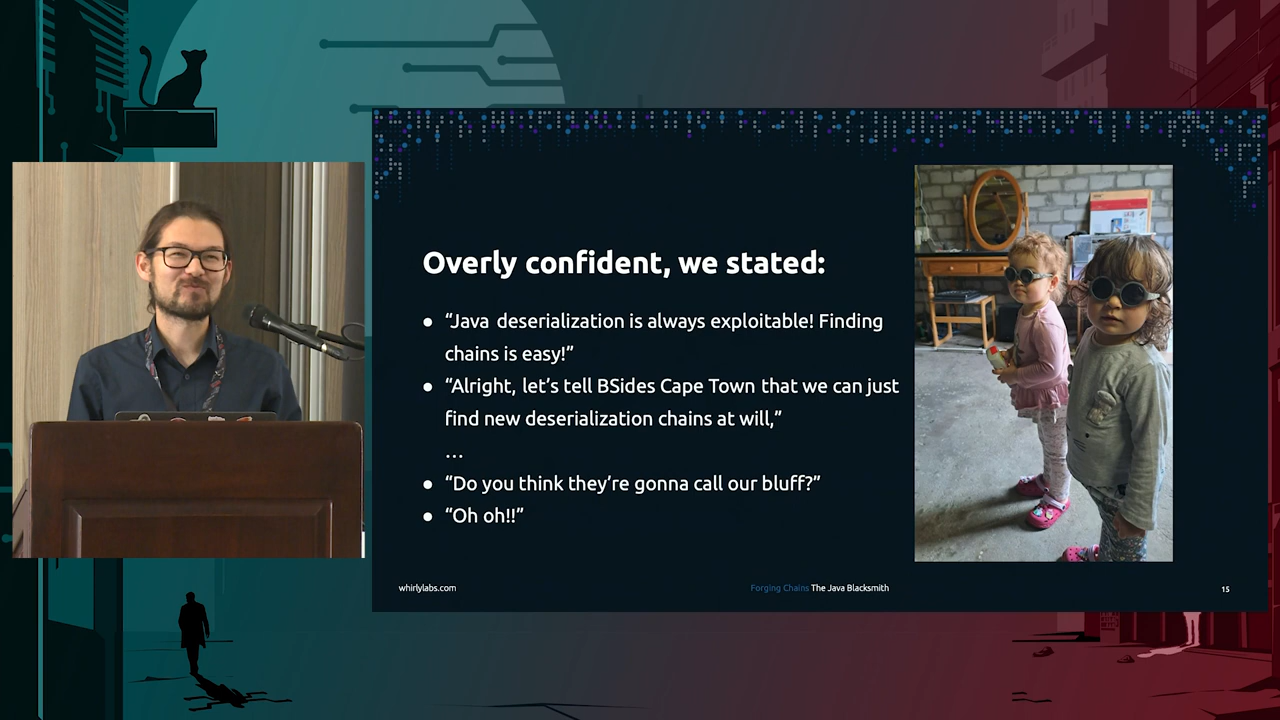 Overly confident, we stated:
● “Java deserialization is always exploitable! Finding
chains is easy!”
● “Alright, let’s tell BSides Cape Town that we can just
find new deserialization chains at will,”
…
● “Do you think they’re gonna call our bluff?”
● “Oh oh!!”
whirlylabs.com
Forging Chains The Java Blacksmith
15